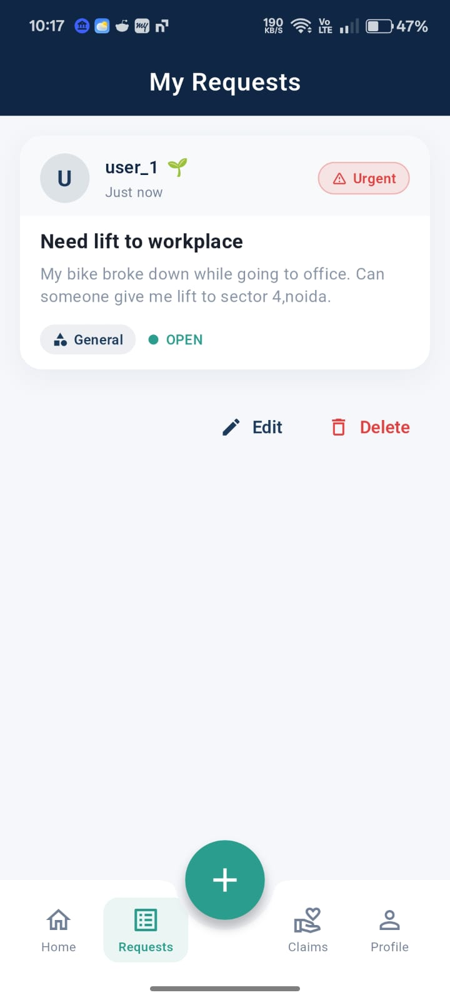 10:17 my 190 KB/S Vo LTE 47%
My Requests
U
user_1
Just now
Urgent
Need lift to workplace
My bike broke down while going to office. Can
someone give me lift to sector 4,noida.
General OPEN
Edit Delete
Home Requests Claims Profile